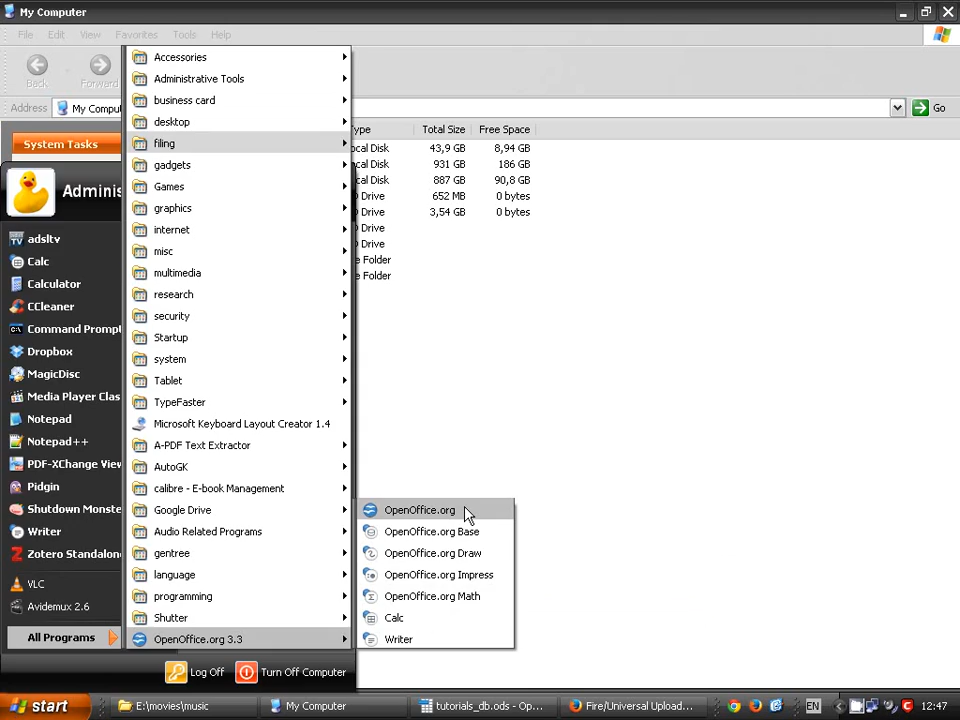 My Computer
File Edit View Favorites Tools Help
Back Forward
Address My Compu Go
System Tasks
Type Total Size Free Space
ocal Disk 43,9 GB 8,94 GB
ocal Disk 931 GB 186 GB
ocal Disk 887 GB 90,8 GB
D Drive 652 MB 0 bytes
D Drive 3,54 GB 0 bytes
D Drive
D Drive
e Folder
e Folder
Adminis
adsltv
Calc
Calculator
CCleaner
Command Prompt
Dropbox
MagicDisc
Media Player Clas
Notepad
Notepad++
PDF-XChange View
Pidgin
Shutdown Monste
Writer
Zotero Standalone
VLC
Avidemux 2.6
All Programs
Accessories
Administrative Tools
business card
desktop
filing
gadgets
Games
graphics
internet
misc
multimedia
research
security
Startup
system
Tablet
TypeFaster
Microsoft Keyboard Layout Creator 1.4
A-PDF Text Extractor
AutoGK
calibre - E-book Management
Google Drive
Audio Related Programs
gentree
language
programming
Shutter
OpenOffice.org 3.3
OpenOffice.org
OpenOffice.org Base
OpenOffice.org Draw
OpenOffice.org Impress
OpenOffice.org Math
Calc
Writer
Log Off Turn Off Computer
start E:\movies\music My Computer tutorials_db.ods - Op... Fire/Universal Upload... EN 12:47